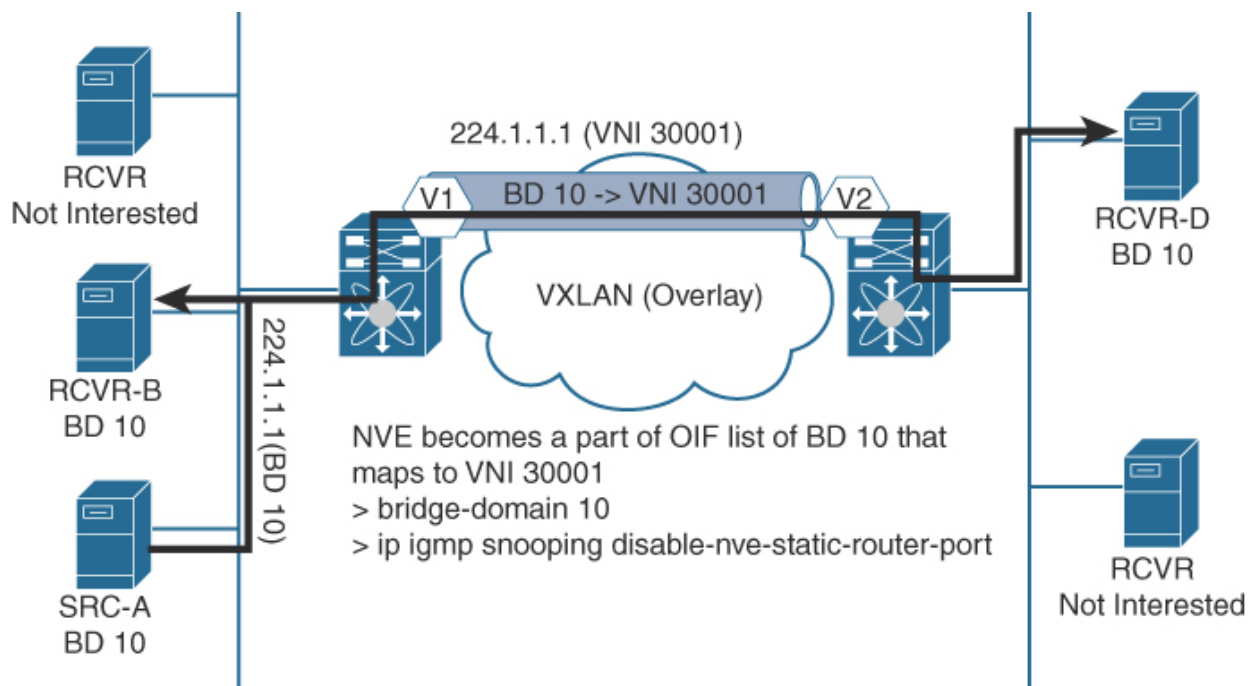 RCVR
Not Interested
RCVR-B
BD 10
SRC-A
BD 10
224.1.1.1(BD 10)
224.1.1.1 (VNI 30001)
V1
BD 10 -> VNI 30001
V2
VXLAN (Overlay)
NVE becomes a part of OIF list of BD 10 that
maps to VNI 30001
> bridge-domain 10
> ip igmp snooping disable-nve-static-router-port
RCVR-D
BD 10
RCVR
Not Interested